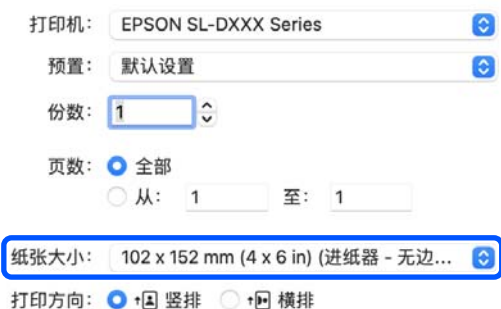 打印机: EPSON SL-DXXX Series
预置: 默认设置
份数: 1
页数: 全部
从: 1 至: 1
纸张大小: 102 x 152 mm (4 x 6 in) (进纸器 - 无边...
打印方向: 竖排 横排